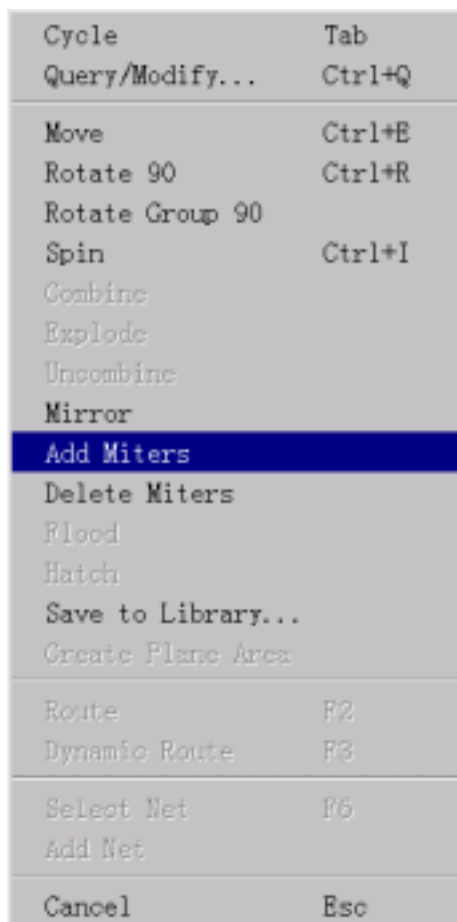 Cycle Tab
Query/Modify... Ctrl+Q
Move Ctrl+E
Rotate 90 Ctrl+R
Rotate Group 90
Spin Ctrl+I
Combine
Explode
Uncombine
Mirror
Add Miters
Delete Miters
Flood
Hatch
Save to Library...
Create Plane Area
Route F2
Dynamic Route F3
Select Net F6
Add Net
Cancel Esc